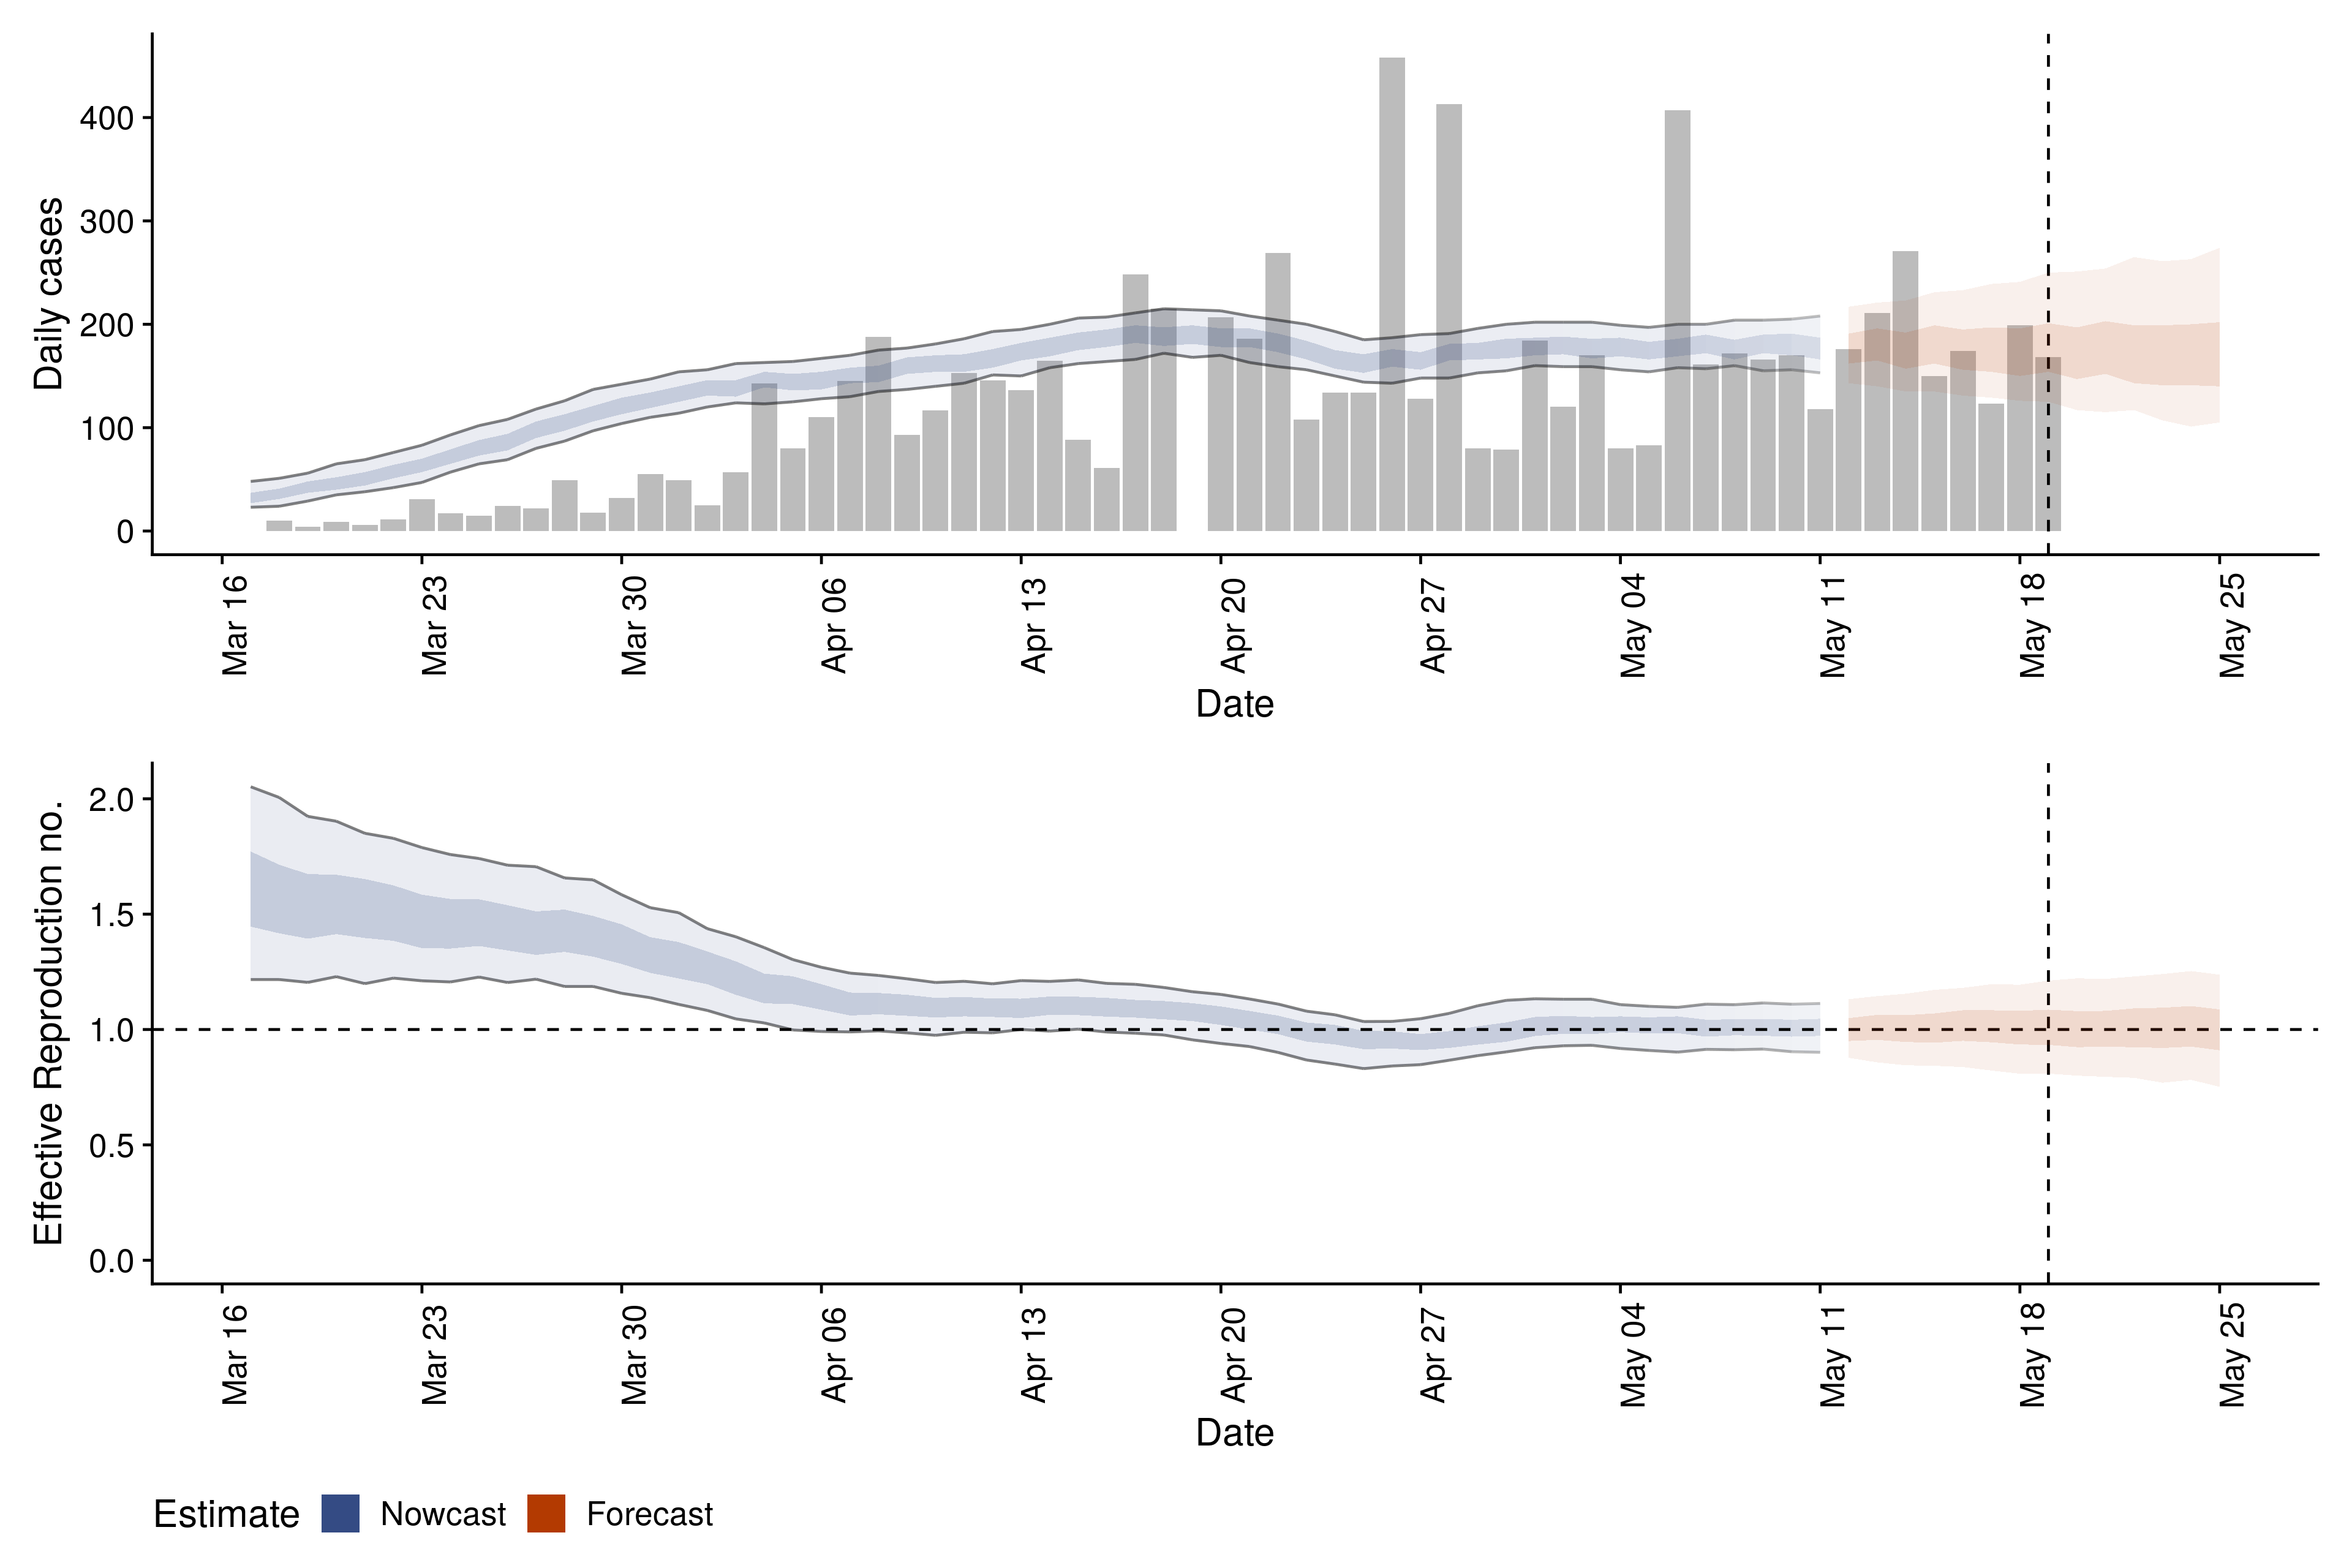 Daily cases
400
300
200
100
0
Mar 16
Mar 23
Mar 30
Apr 06
Apr 13
Apr 20
Apr 27
May 04
May 11
May 18
May 25
Date
Effective Reproduction no.
2.0
1.5
1.0
0.5
0.0
Mar 16
Mar 23
Mar 30
Apr 06
Apr 13
Apr 20
Apr 27
May 04
May 11
May 18
May 25
Date
Estimate Nowcast Forecast